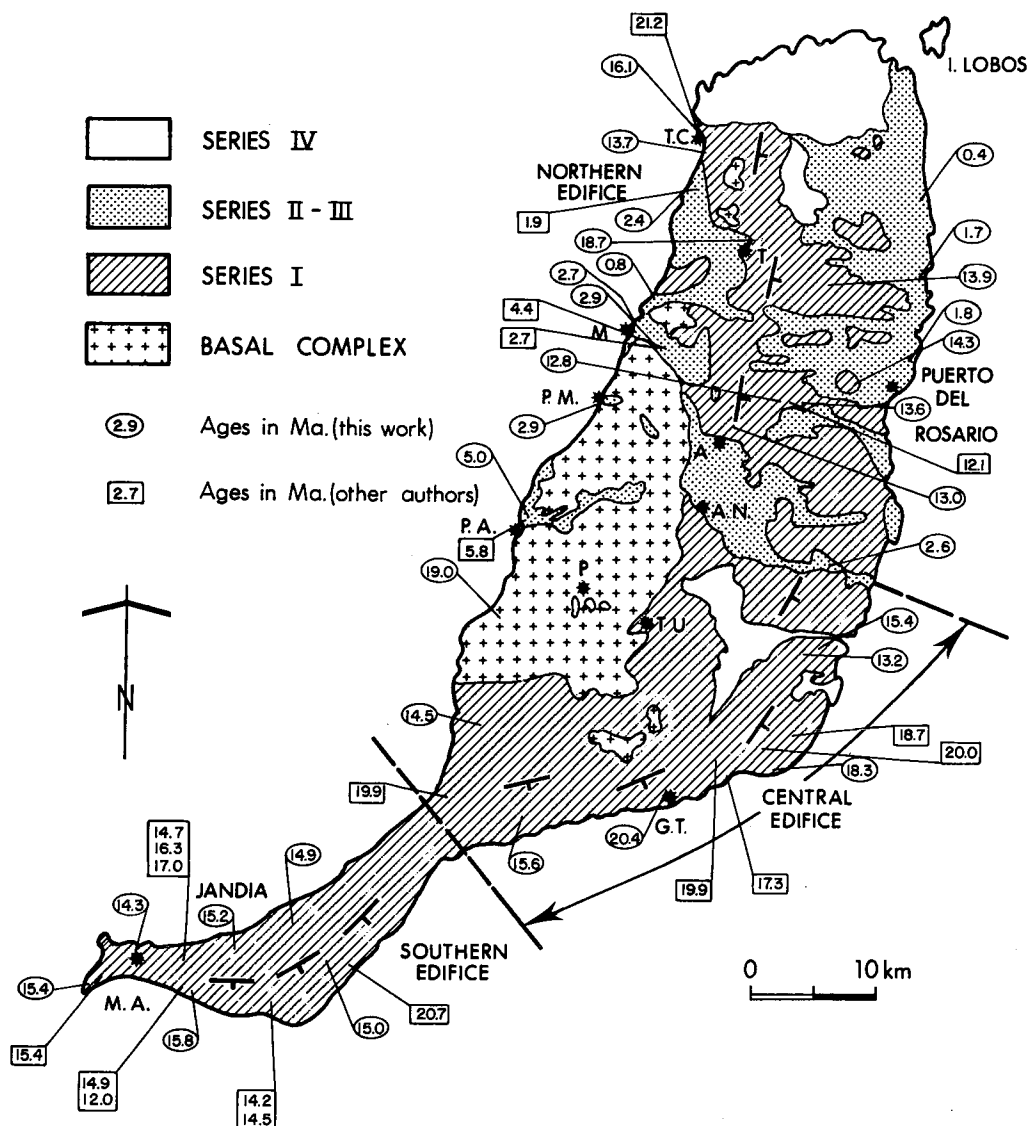 21.2
16.1
I. LOBOS
SERIES IV
T.C
13.7
NORTHERN
EDIFICE
0.4
SERIES II - III
1.9
2.4
18.7
T
1.7
SERIES I
0.8
2.7
13.9
2.9
4.4
M
1.8
BASAL COMPLEX
2.7
14.3
12.8
PUERTO
DEL
ROSARIO
P.M.
13.6
2.9
Ages in Ma. (this work)
2.9
A
12.1
5.0
13.0
2.7
Ages in Ma. (other authors)
A.N.
P.A.
5.8
2.6
P
19.0
T.U
15.4
13.2
N
14.5
18.7
20.0
18.3
19.9
CENTRAL
EDIFICE
G.T.
20.4
15.6
14.7
16.3
17.0
14.9
19.9
17.3
JANDIA
14.3
15.2
SOUTHERN
EDIFICE
0 10 km
15.4
M. A.
15.8
15.0
20.7
15.4
14.9
12.0
14.2
14.5